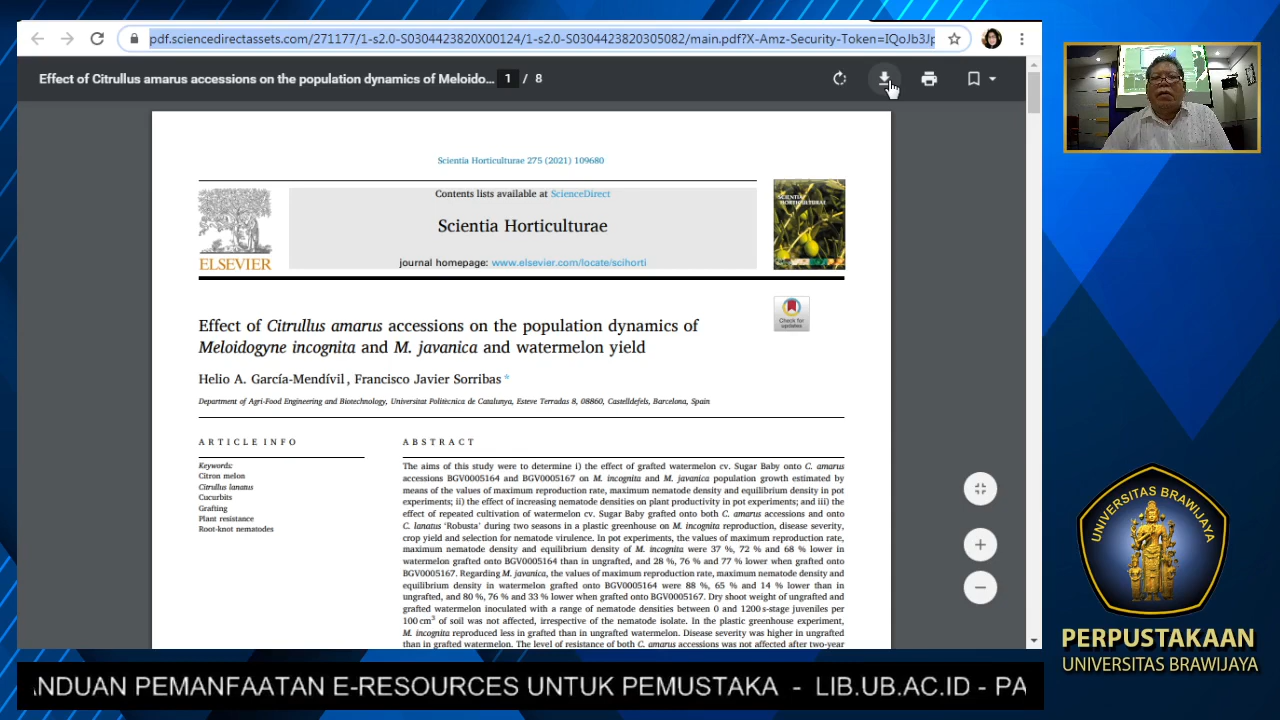 pdf.sciencedirectassets.com/271177/1-s2.0-S0304423820X00124/1-s2.0-S0304423820305082/main.pdf?X-Amz-Security-Token=IQoJb3Jp
Effect of Citrullus amarus accessions on the population dynamics of Meloido... 1 / 8
Scientia Horticulturae 275 (2021) 109680
Contents lists available at ScienceDirect
Scientia Horticulturae
journal homepage: www.elsevier.com/locate/scihorti
ELSEVIER
SCIENTIA
HORTICULTURAE
Check for
updates
Effect of Citrullus amarus accessions on the population dynamics of
Meloidogyne incognita and M. javanica and watermelon yield
Helio A. García-Mendívil, Francisco Javier Sorribas *
Department of Agri-Food Engineering and Biotechnology, Universitat Politècnica de Catalunya, Esteve Terradas 8, 08860, Castelldefels, Barcelona, Spain
ARTICLE INFO
Keywords:
Citron melon
Citrullus lanatus
Cucurbits
Grafting
Plant resistance
Root-knot nematodes
ABSTRACT
The aims of this study were to determine i) the effect of grafted watermelon cv. Sugar Baby onto C. amarus
accessions BGV0005164 and BGV0005167 on M. incognita and M. javanica population growth estimated by
means of the values of maximum reproduction rate, maximum nematode density and equilibrium density in pot
experiments; ii) the effect of increasing nematode densities on plant productivity in pot experiments; and iii) the
effect of repeated cultivation of watermelon cv. Sugar Baby grafted onto both C. amarus accessions and onto
C. lanatus ‘Robusta’ during two seasons in a plastic greenhouse on M. incognita reproduction, disease severity,
crop yield and selection for nematode virulence. In pot experiments, the values of maximum reproduction rate,
maximum nematode density and equilibrium density of M. incognita were 37 %, 72 % and 68 % lower in
watermelon grafted onto BGV0005164 than in ungrafted, and 28 %, 76 % and 77 % lower when grafted onto
BGV0005167. Regarding M. javanica, the values of maximum reproduction rate, maximum nematode density and
equilibrium density in watermelon grafted onto BGV0005164 were 88 %, 65 % and 14 % lower than in
ungrafted, and 80 %, 76 % and 33 % lower when grafted onto BGV0005167. Dry shoot weight of ungrafted and
grafted watermelon inoculated with a range of nematode densities between 0 and 1200 s-stage juveniles per
100 cm³ of soil was not affected, irrespective of the nematode isolate. In the plastic greenhouse experiment,
M. incognita reproduced less in grafted than in ungrafted watermelon. Disease severity was higher in ungrafted
than in grafted watermelon. The level of resistance of both C. amarus accessions was not affected after two-year
UNIVERSITAS BRAWIJAYA
PERPUSTAKAAN
UNIVERSITAS BRAWIJAYA
ANDUAN PEMANFAATAN E-RESOURCES UNTUK PEMUSTAKA - LIB.UB.AC.ID - PA